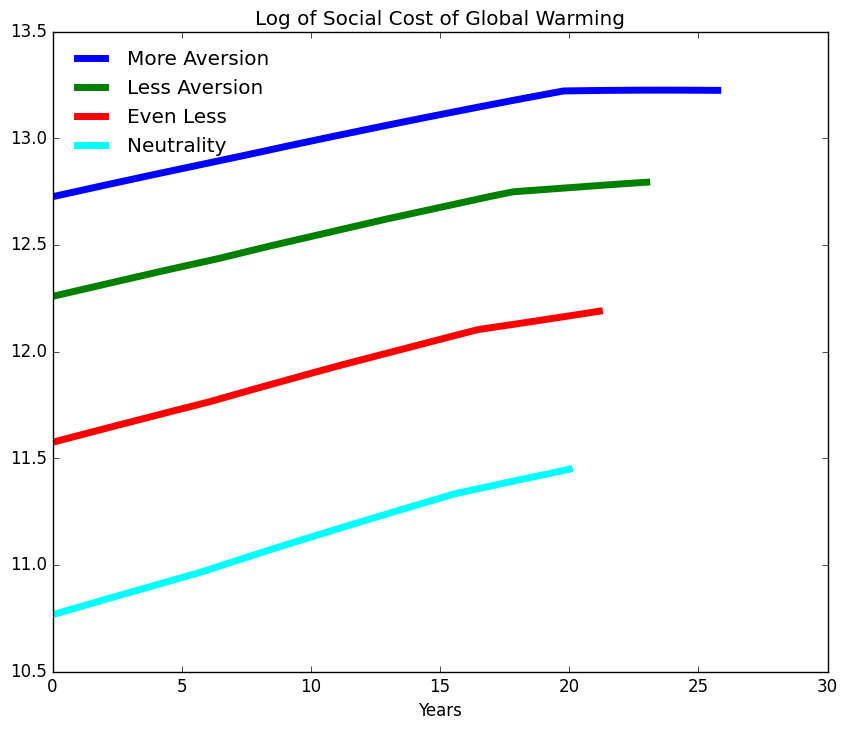 Log of Social Cost of Global Warming
13.5
More Aversion
Less Aversion
Even Less
Neutrality
13.0
12.5
12.0
11.5
11.0
10.5
0 5 10 15 20 25 30
Years